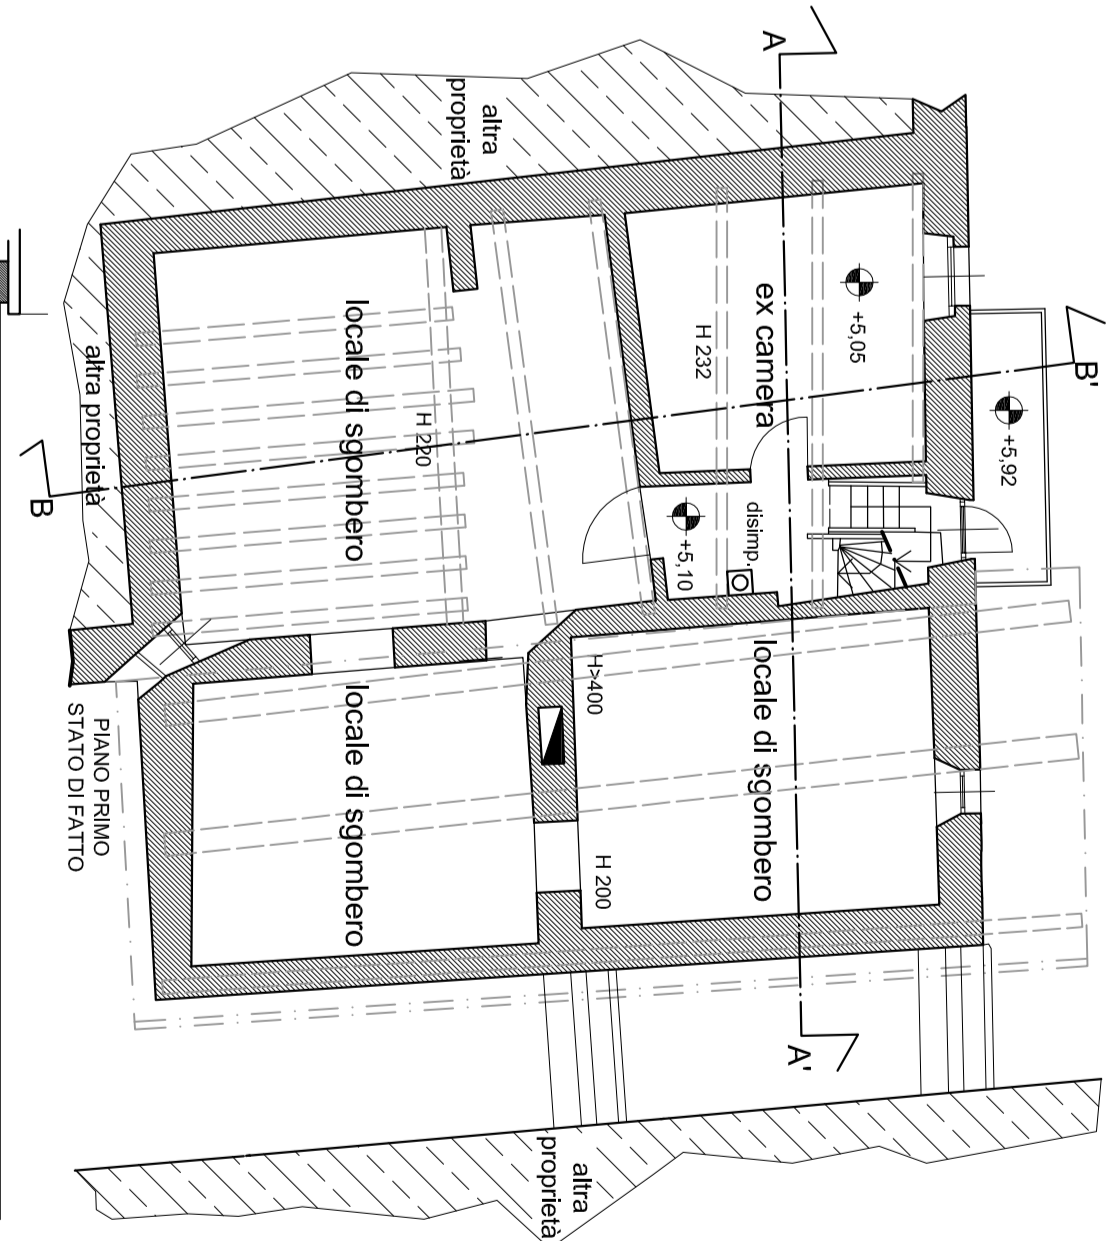 A
altra
proprietà
B'
+5,05
+5,92
ex camera
H 232
locale di sgombero
H 220
altra proprietà
B
disimp.
+5,10
locale di sgombero
H>400
H 200
locale di sgombero
PIANO PRIMO
STATO DI FATTO
A'
altra
proprietà